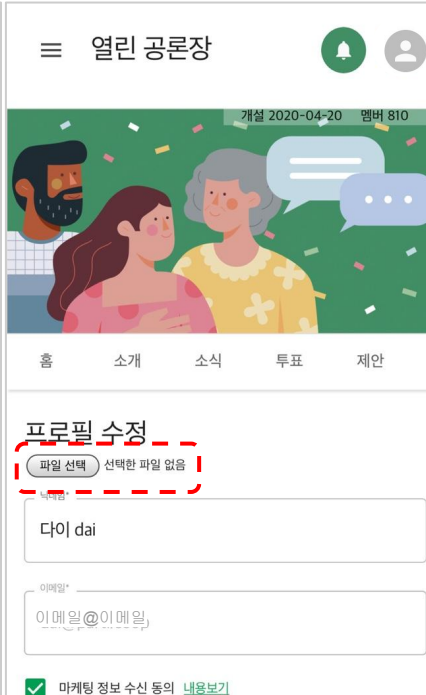 열린 공론장
개설 2020-04-20 멤버 810
홈 소개 소식 투표 제안
프로필 수정
파일 선택 선택한 파일 없음
닉네임*
다이 dai
이메일*
이메일@이메일
마케팅 정보 수신 동의 내용보기